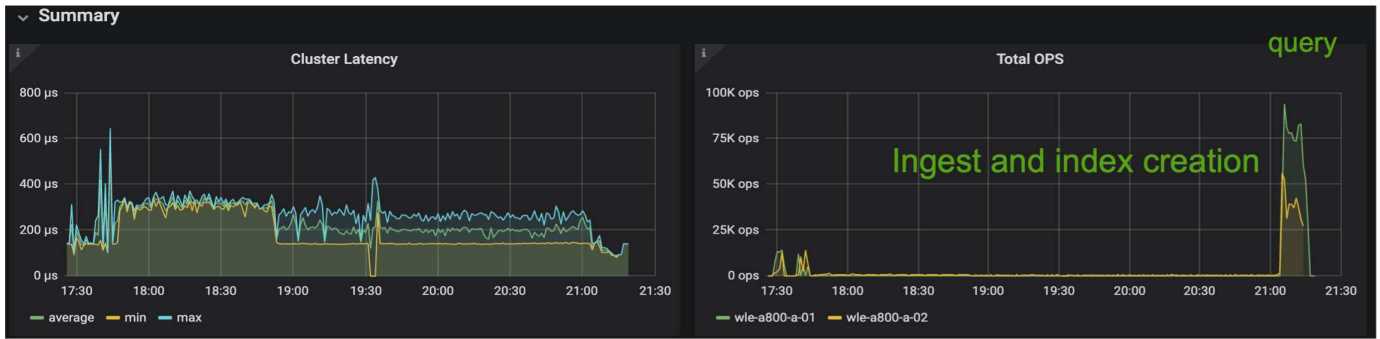 Summary
Cluster Latency
800 µs
600 µs
400 µs
200 µs
0 µs
17:30 18:00 18:30 19:00 19:30 20:00 20:30 21:00 21:30
average min max
query
Total OPS
100K ops
75K ops
Ingest and index creation
50K ops
25K ops
0 ops
17:30 18:00 18:30 19:00 19:30 20:00 20:30 21:00 21:30
wle-a800-a-01 wle-a800-a-02